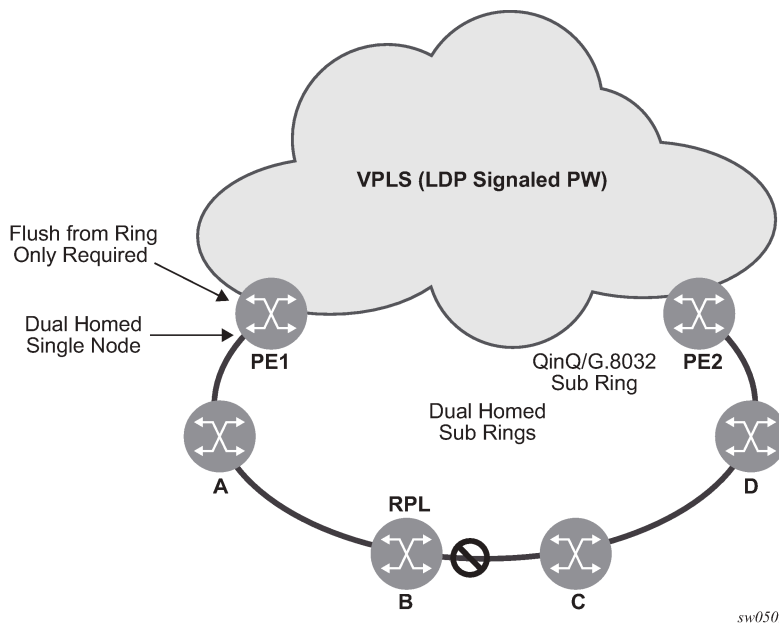 VPLS (LDP Signaled PW)
Flush from Ring
Only Required
Dual Homed
Single Node
PE1
QinQ/G.8032
Sub Ring
PE2
Dual Homed
Sub Rings
A
D
RPL
B
C
sw050